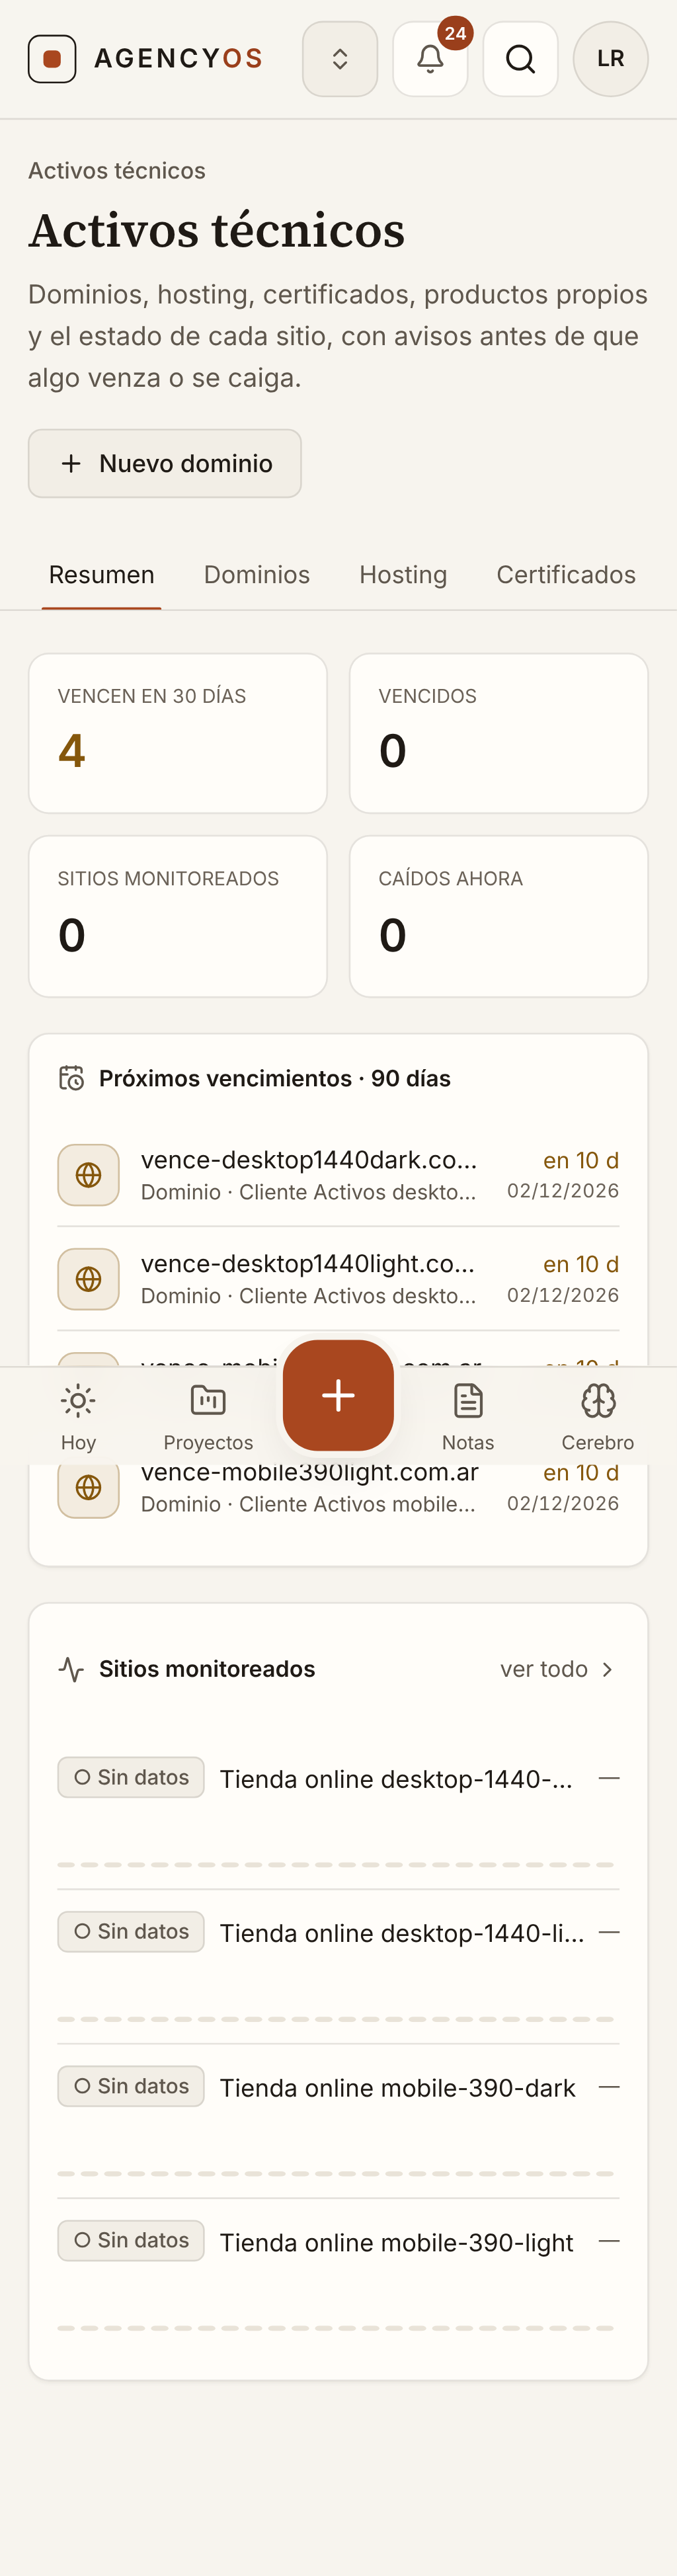 AGENCYOS
24
LR
Activos técnicos
Activos técnicos
Dominios, hosting, certificados, productos propios
y el estado de cada sitio, con avisos antes de que
algo venza o se caiga.
Nuevo dominio
Resumen Dominios Hosting Certificados
VENCEN EN 30 DÍAS
4
VENCIDOS
0
SITIOS MONITOREADOS
0
CAÍDOS AHORA
0
Próximos vencimientos · 90 días
vence-desktop1440dark.co... en 10 d
Dominio · Cliente Activos deskto... 02/12/2026
vence-desktop1440light.co... en 10 d
Dominio · Cliente Activos deskto... 02/12/2026
Hoy Proyectos Notas Cerebro
vence-mobile390light.com.ar en 10 d
Dominio · Cliente Activos mobile... 02/12/2026
Sitios monitoreados ver todo
Sin datos Tienda online desktop-1440-... —
Sin datos Tienda online desktop-1440-li... —
Sin datos Tienda online mobile-390-dark —
Sin datos Tienda online mobile-390-light —